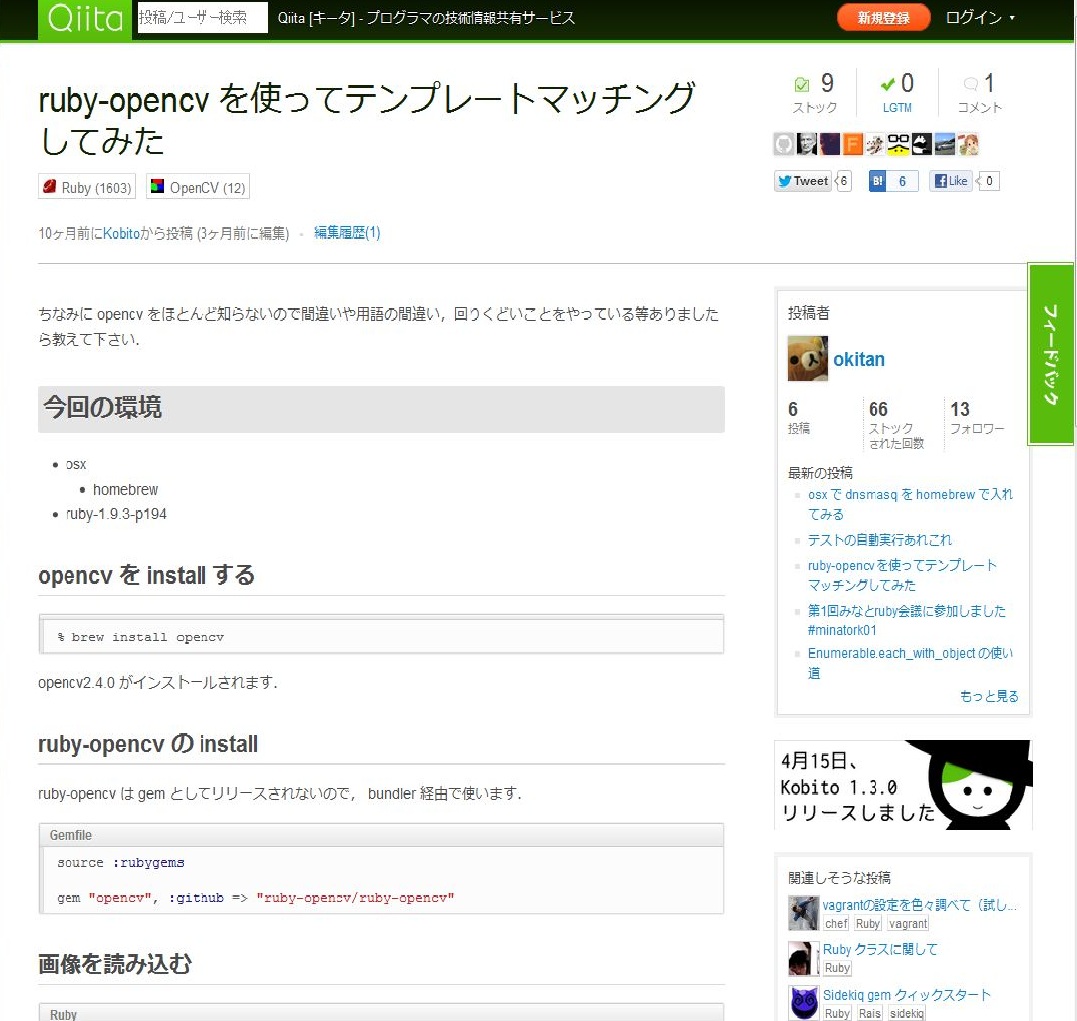 Qiita 投稿/ユーザー検索 Qiita [キータ] - プログラマの技術情報共有サービス 新規登録 ログイン ▼
ruby-opencv を使ってテンプレートマッチング
してみた
9 0 1
ストック LGTM コメント
Ruby (1603) OpenCV (12)
Tweet 6 B! 6 Like 0
10ヶ月前にKobitoから投稿 (3ヶ月前に編集) 編集履歴(1)
ちなみに opencv をほとんど知らないので間違いや用語の間違い，回りくどいことをやっている等ありました
ら教えて下さい．
今回の環境
• osx
• homebrew
• ruby-1.9.3-p194
opencv を install する
% brew install opencv
opencv2.4.0 がインストールされます．
ruby-opencv の install
ruby-opencv は gem としてリリースされないので， bundler 経由で使います．
Gemfile
source :rubygems
gem "opencv", :github => "ruby-opencv/ruby-opencv"
画像を読み込む
Ruby
フィードバック
投稿者
okitan
6 66 13
投稿 ストック フォロワー
された回数
最新の投稿
osx で dnsmasq を homebrew で入れ
てみる
テストの自動実行あれこれ
ruby-opencv を使ってテンプレート
マッチングしてみた
第1回みなとruby会議に参加しました
#minatork01
Enumerable.each_with_object の使い
道
もっと見る
4月15日、
Kobito 1.3.0
リリースしました
関連しそうな投稿
vagrantの設定を色々調べて（試し...
chef Ruby vagrant
Ruby クラスに関して
Ruby
Sidekiq gem クィックスタート
Ruby Rais sidekiq